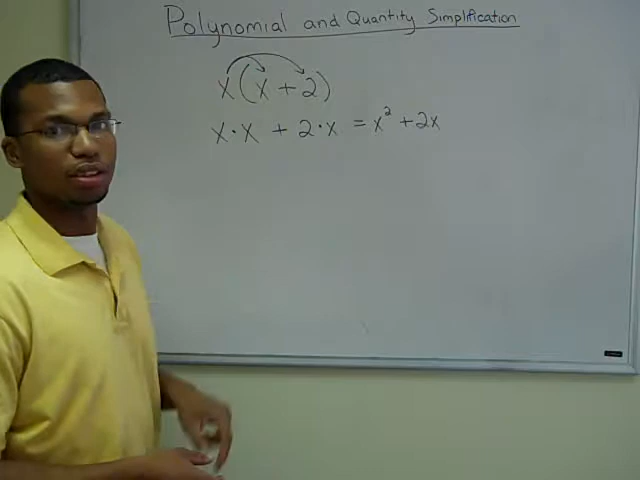 Polynomial and Quantity Simplification
x(x + 2)
x·x + 2·x = x² + 2x